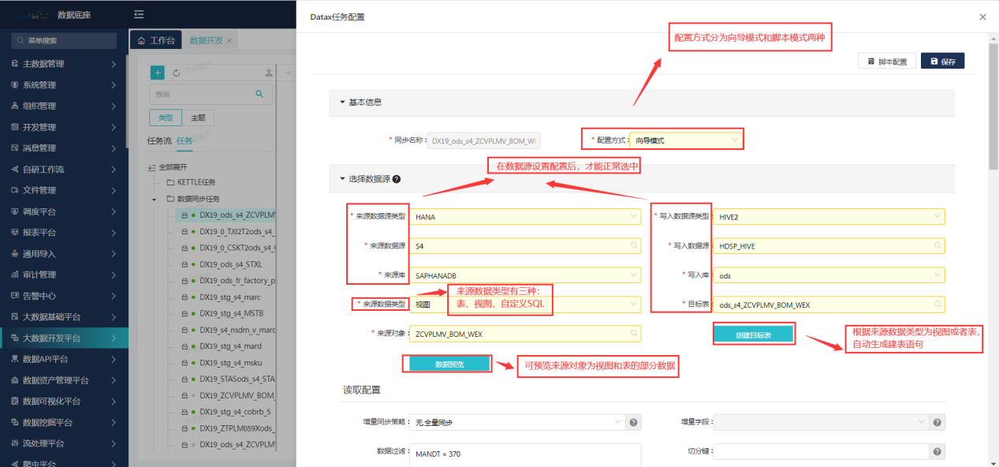 数据底座
菜单搜索
主数据管理
系统管理
组织管理
开发管理
消息管理
自研工作流
文件管理
调度平台
报表平台
通用导入
审计管理
告警中心
大数据基础平台
大数据开发平台
数据API平台
数据资产管理平台
数据可视化平台
数据挖掘平台
流处理平台
爬虫平台
工作台
数据开发
查询
类型
主题
任务流
任务
全部展开
KETTLE任务
数据同步任务
DX19_ods_s4_ZCVPLMV
DX19_0_TJ02T2ods_s4_
DX19_0_CSKT2ods_s4_
DX19_ods_s4_STXL
DX19_ods_fr_factory_p
DX19_stg_s4_marc
DX19_stg_s4_MSTB
DX19_s4_nsdm_v_marc
DX19_stg_s4_mard
DX19_stg_s4_msku
DX19_STASods_s4_STA
DX19_ZCVPLMV_BOM_
DX19_stg_s4_cobrb_5
DX19_ZTPLM059Xods_
DX19_ods_s4_ZCVPLMV
Datax任务配置
配置方式分为向导模式和脚本模式两种
脚本配置
保存
基本信息
* 同步名称: DX19_ods_s4_ZCVPLMV_BOM_WI
* 配置方式: 向导模式
在数据源设置配置后，才能正常选中
选择数据源
* 来源数据源类型 HANA
* 写入数据源类型 HIVE2
* 来源数据源 S4
* 写入数据源 HDSP_HIVE
* 来源库 SAPHANADB
* 写入库 ods
来源数据类型有三种：
表、视图、自定义SQL
* 来源数据类型 视图
* 目标表 ods_s4_ZCVPLMV_BOM_WEX
* 来源对象: ZCVPLMV_BOM_WEX
创建目标表
根据来源数据类型为视图或者表，
自动生成建表语句
数据预览
可预览来源对象为视图和表的部分数据
读取配置
增量同步策略: 无,全量同步
增量字段:
数据过滤: MANDT = 370
切分键: